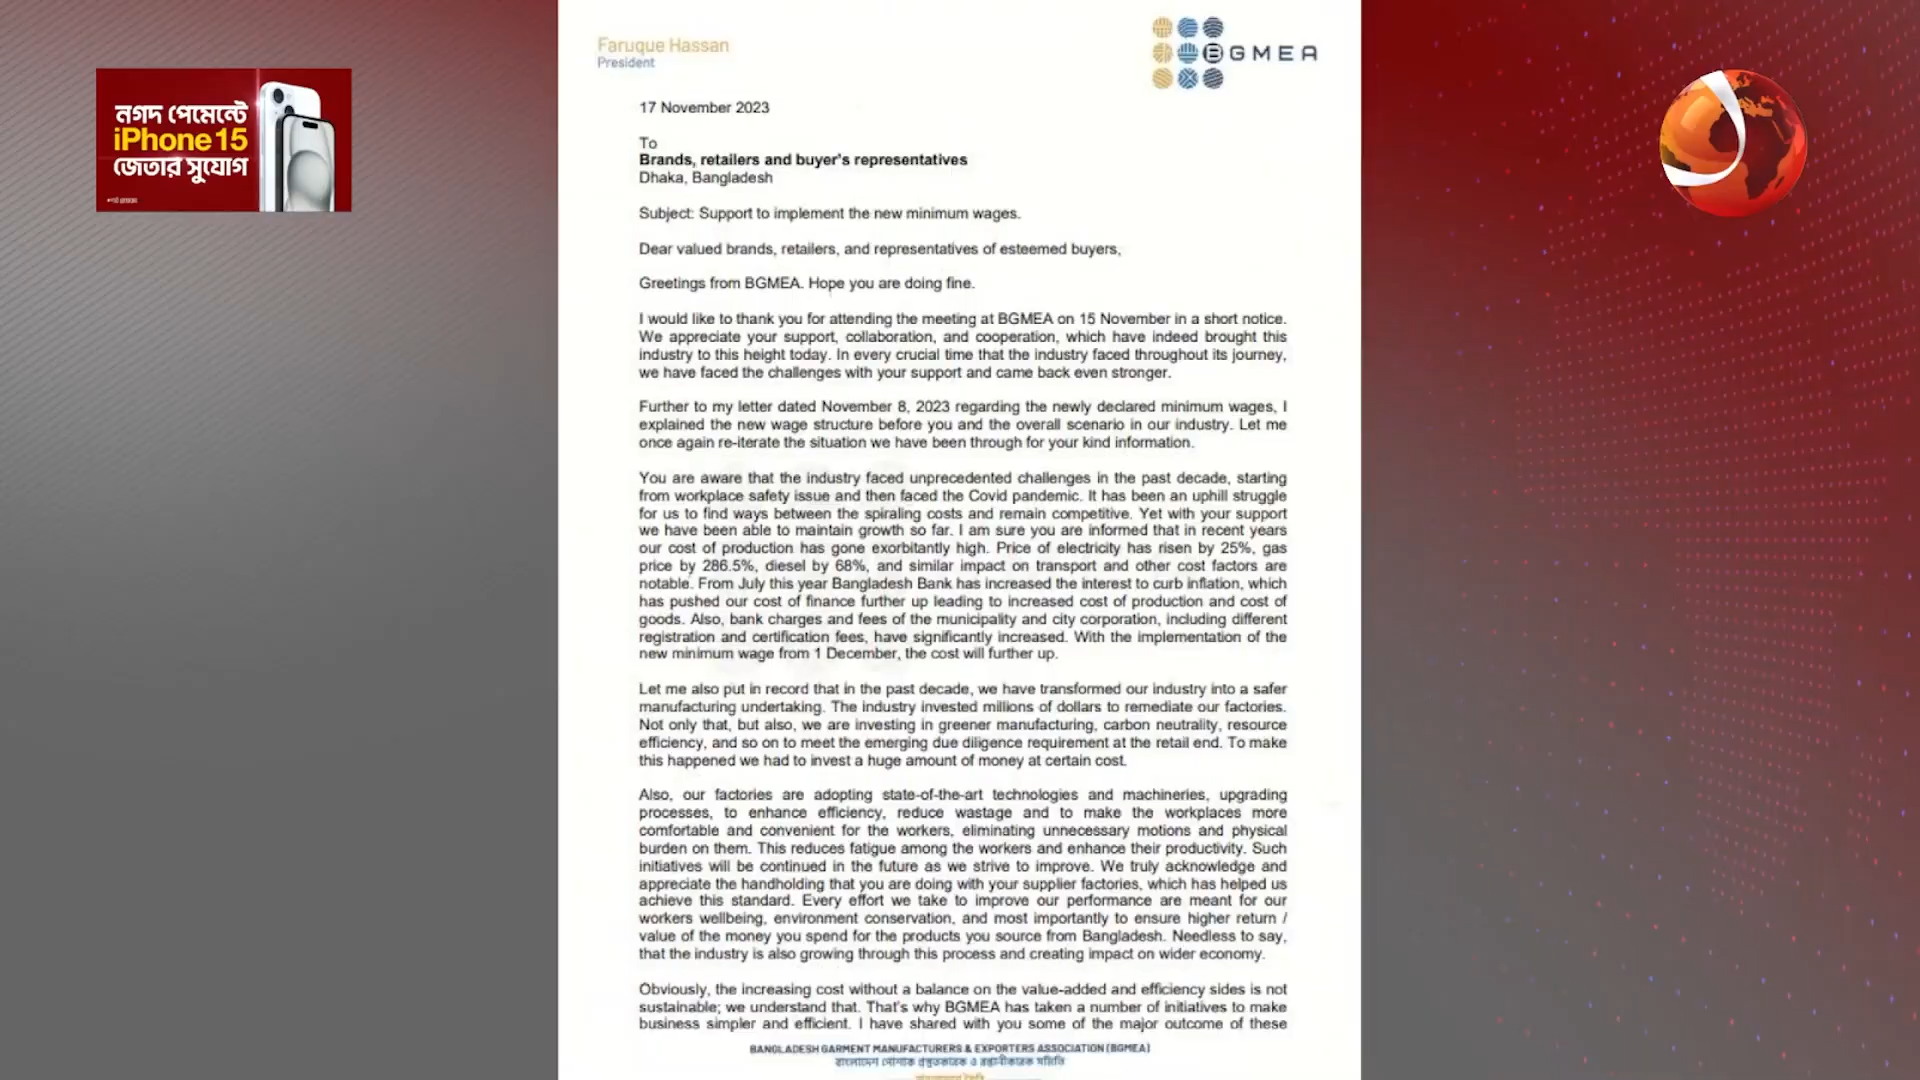 নগদ পেমেন্টে
iPhone 15
জেতার সুযোগ
Faruque Hassan
President
BGMEA
17 November 2023
To
Brands, retailers and buyer's representatives
Dhaka, Bangladesh
Subject: Support to implement the new minimum wages.
Dear valued brands, retailers, and representatives of esteemed buyers,
Greetings from BGMEA. Hope you are doing fine.
I would like to thank you for attending the meeting at BGMEA on 15 November in a short notice.
We appreciate your support, collaboration, and cooperation, which have indeed brought this
industry to this height today. In every crucial time that the industry faced throughout its journey,
we have faced the challenges with your support and came back even stronger.
Further to my letter dated November 8, 2023 regarding the newly declared minimum wages, I
explained the new wage structure before you and the overall scenario in our industry. Let me
once again re-iterate the situation we have been through for your kind information.
You are aware that the industry faced unprecedented challenges in the past decade, starting
from workplace safety issue and then faced the Covid pandemic. It has been an uphill struggle
for us to find ways between the spiraling costs and remain competitive. Yet with your support
we have been able to maintain growth so far. I am sure you are informed that in recent years
our cost of production has gone exorbitantly high. Price of electricity has risen by 25%, gas
price by 286.5%, diesel by 68%, and similar impact on transport and other cost factors are
notable. From July this year Bangladesh Bank has increased the interest to curb inflation, which
has pushed our cost of finance further up leading to increased cost of production and cost of
goods. Also, bank charges and fees of the municipality and city corporation, including different
registration and certification fees, have significantly increased. With the implementation of the
new minimum wage from 1 December, the cost will further up.
Let me also put in record that in the past decade, we have transformed our industry into a safer
manufacturing undertaking. The industry invested millions of dollars to remediate our factories.
Not only that, but also, we are investing in greener manufacturing, carbon neutrality, resource
efficiency, and so on to meet the emerging due diligence requirement at the retail end. To make
this happened we had to invest a huge amount of money at certain cost.
Also, our factories are adopting state-of-the-art technologies and machineries, upgrading
processes, to enhance efficiency, reduce wastage and to make the workplaces more
comfortable and convenient for the workers, eliminating unnecessary motions and physical
burden on them. This reduces fatigue among the workers and enhance their productivity. Such
initiatives will be continued in the future as we strive to improve. We truly acknowledge and
appreciate the handholding that you are doing with your supplier factories, which has helped us
achieve this standard. Every effort we take to improve our performance are meant for our
workers wellbeing, environment conservation, and most importantly to ensure higher return /
value of the money you spend for the products you source from Bangladesh. Needless to say,
that the industry is also growing through this process and creating impact on wider economy.
Obviously, the increasing cost without a balance on the value-added and efficiency sides is not
sustainable; we understand that. That's why BGMEA has taken a number of initiatives to make
business simpler and efficient. I have shared with you some of the major outcome of these
BANGLADESH GARMENT MANUFACTURERS & EXPORTERS ASSOCIATION (BGMEA)
বাংলাদেশ পোশাক প্রস্তুতকারক ও রপ্তানীকারক সমিতি